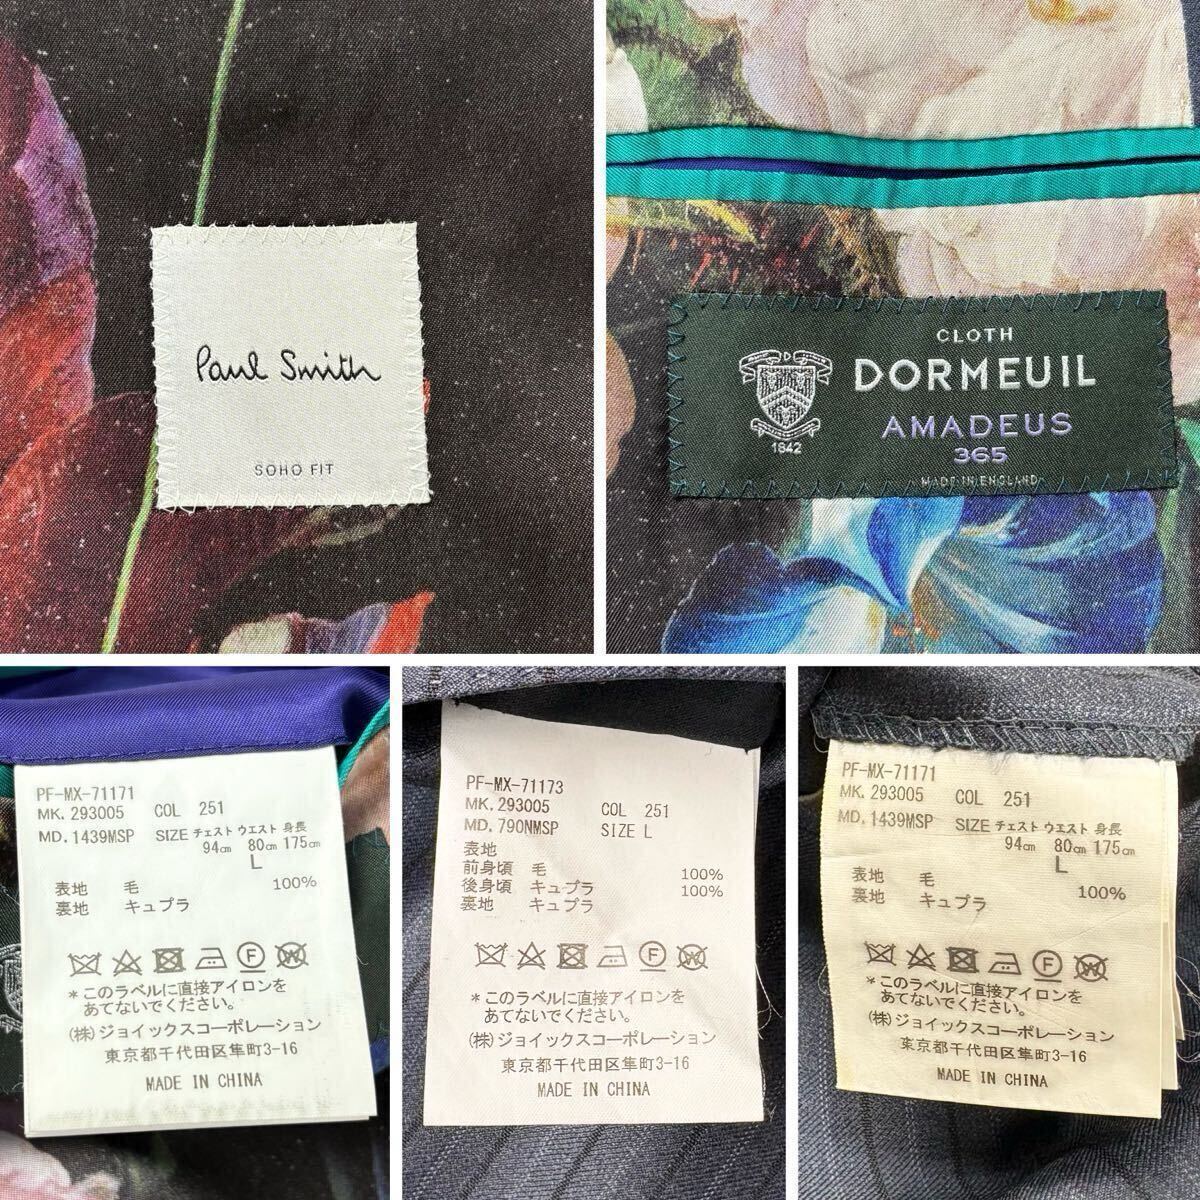 Paul Smith
SOHO FIT
CLOTH
DORMEUIL
AMADEUS
365
MADE IN ENGLAND
1842
PF-MX-71171
MK. 293005 COL 251
MD. 1439MSP SIZE チェスト ウエスト 身長
94cm 80cm 175cm
L
表地 毛 100%
裏地 キュプラ
F W
*このラベルに直接アイロンを
あてないでください。
(株)ジョイックスコーポレーション
東京都千代田区隼町3-16
MADE IN CHINA
PF-MX-71173
MK. 293005 COL 251
MD. 790NMSP SIZE L
表地
前身頃 毛 100%
後身頃 キュプラ 100%
裏地 キュプラ
F W
*このラベルに直接アイロンを
あてないでください。
(株)ジョイックスコーポレーション
東京都千代田区隼町3-16
MADE IN CHINA
PF-MX-71171
MK. 293005 COL 251
MD. 1439MSP SIZE チェスト ウエスト 身長
94cm 80cm 175cm
L
表地 毛 100%
裏地 キュプラ
F W
*このラベルに直接アイロンを
あてないでください。
(株)ジョイックスコーポレーション
東京都千代田区隼町3-16
MADE IN CHINA